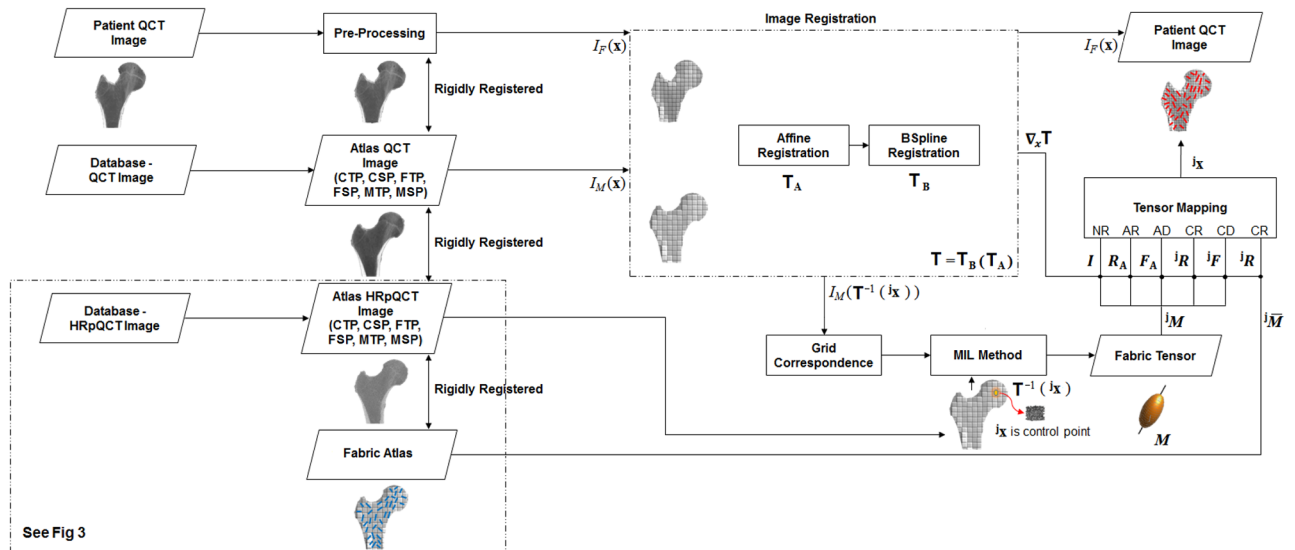 Patient QCT
Image
Pre-Processing
Image Registration
Patient QCT
Image
I_F(x)
I_F(x)
Rigidly Registered
Database -
QCT Image
Atlas QCT
Image
(CTP, CSP, FTP,
FSP, MTP, MSP)
I_M(x)
Affine
Registration
BSpline
Registration
T_A
T_B
T = T_B(T_A)
∇_x T
ʲx
Tensor Mapping
NR AR AD CR CD CR
I R_A F_A ʲR ʲF ʲR
Rigidly Registered
Database -
HRpQCT Image
Atlas HRpQCT
Image
(CTP, CSP, FTP,
FSP, MTP, MSP)
I_M(T⁻¹(ʲx))
ʲM
ʲM̅
Grid
Correspondence
MIL Method
Fabric Tensor
Rigidly Registered
T⁻¹(ʲx)
ʲx is control point
M
Fabric Atlas
See Fig 3